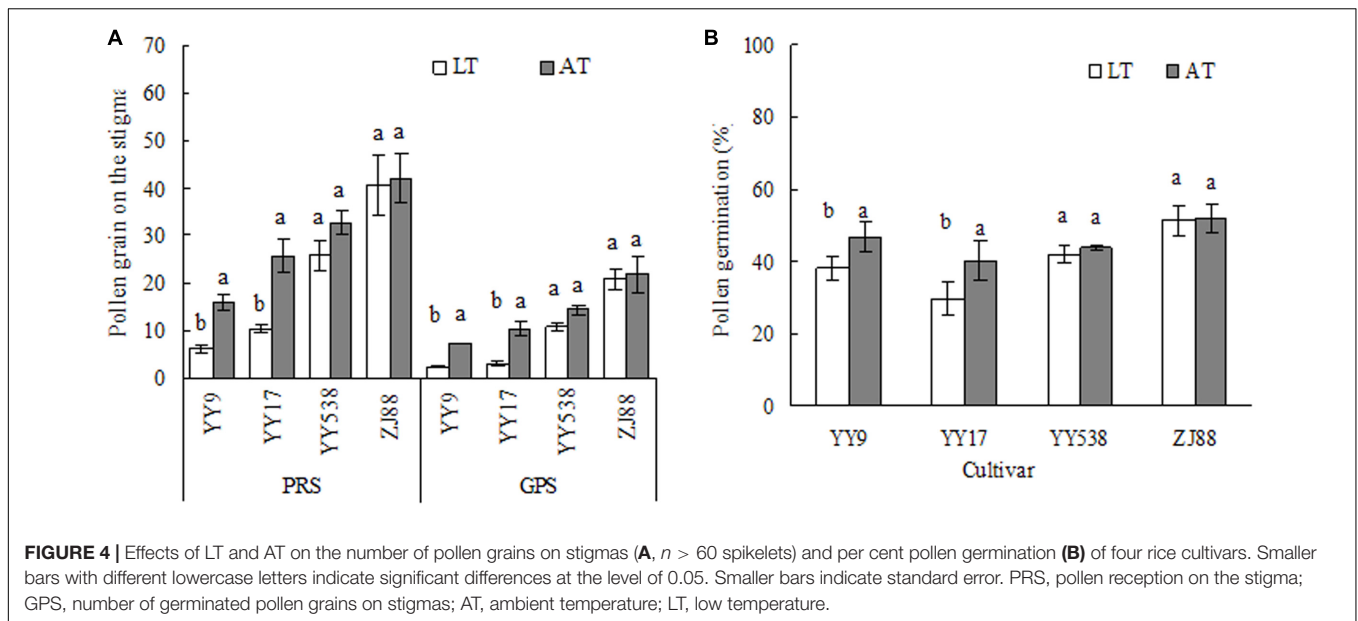 A
70
60
50
40
30
20
10
0
Pollen grain on the stigma
LT AT
b a b a a a a a
b a b a a a a a
YY9 YY17 YY538 ZJ88 YY9 YY17 YY538 ZJ88
PRS GPS
B
100
80
60
40
20
0
Pollen germination (%)
LT AT
b a b a a a a a
YY9 YY17 YY538 ZJ88
Cultivar
FIGURE 4 | Effects of LT and AT on the number of pollen grains on stigmas (A, n > 60 spikelets) and per cent pollen germination (B) of four rice cultivars. Smaller
bars with different lowercase letters indicate significant differences at the level of 0.05. Smaller bars indicate standard error. PRS, pollen reception on the stigma;
GPS, number of germinated pollen grains on stigmas; AT, ambient temperature; LT, low temperature.